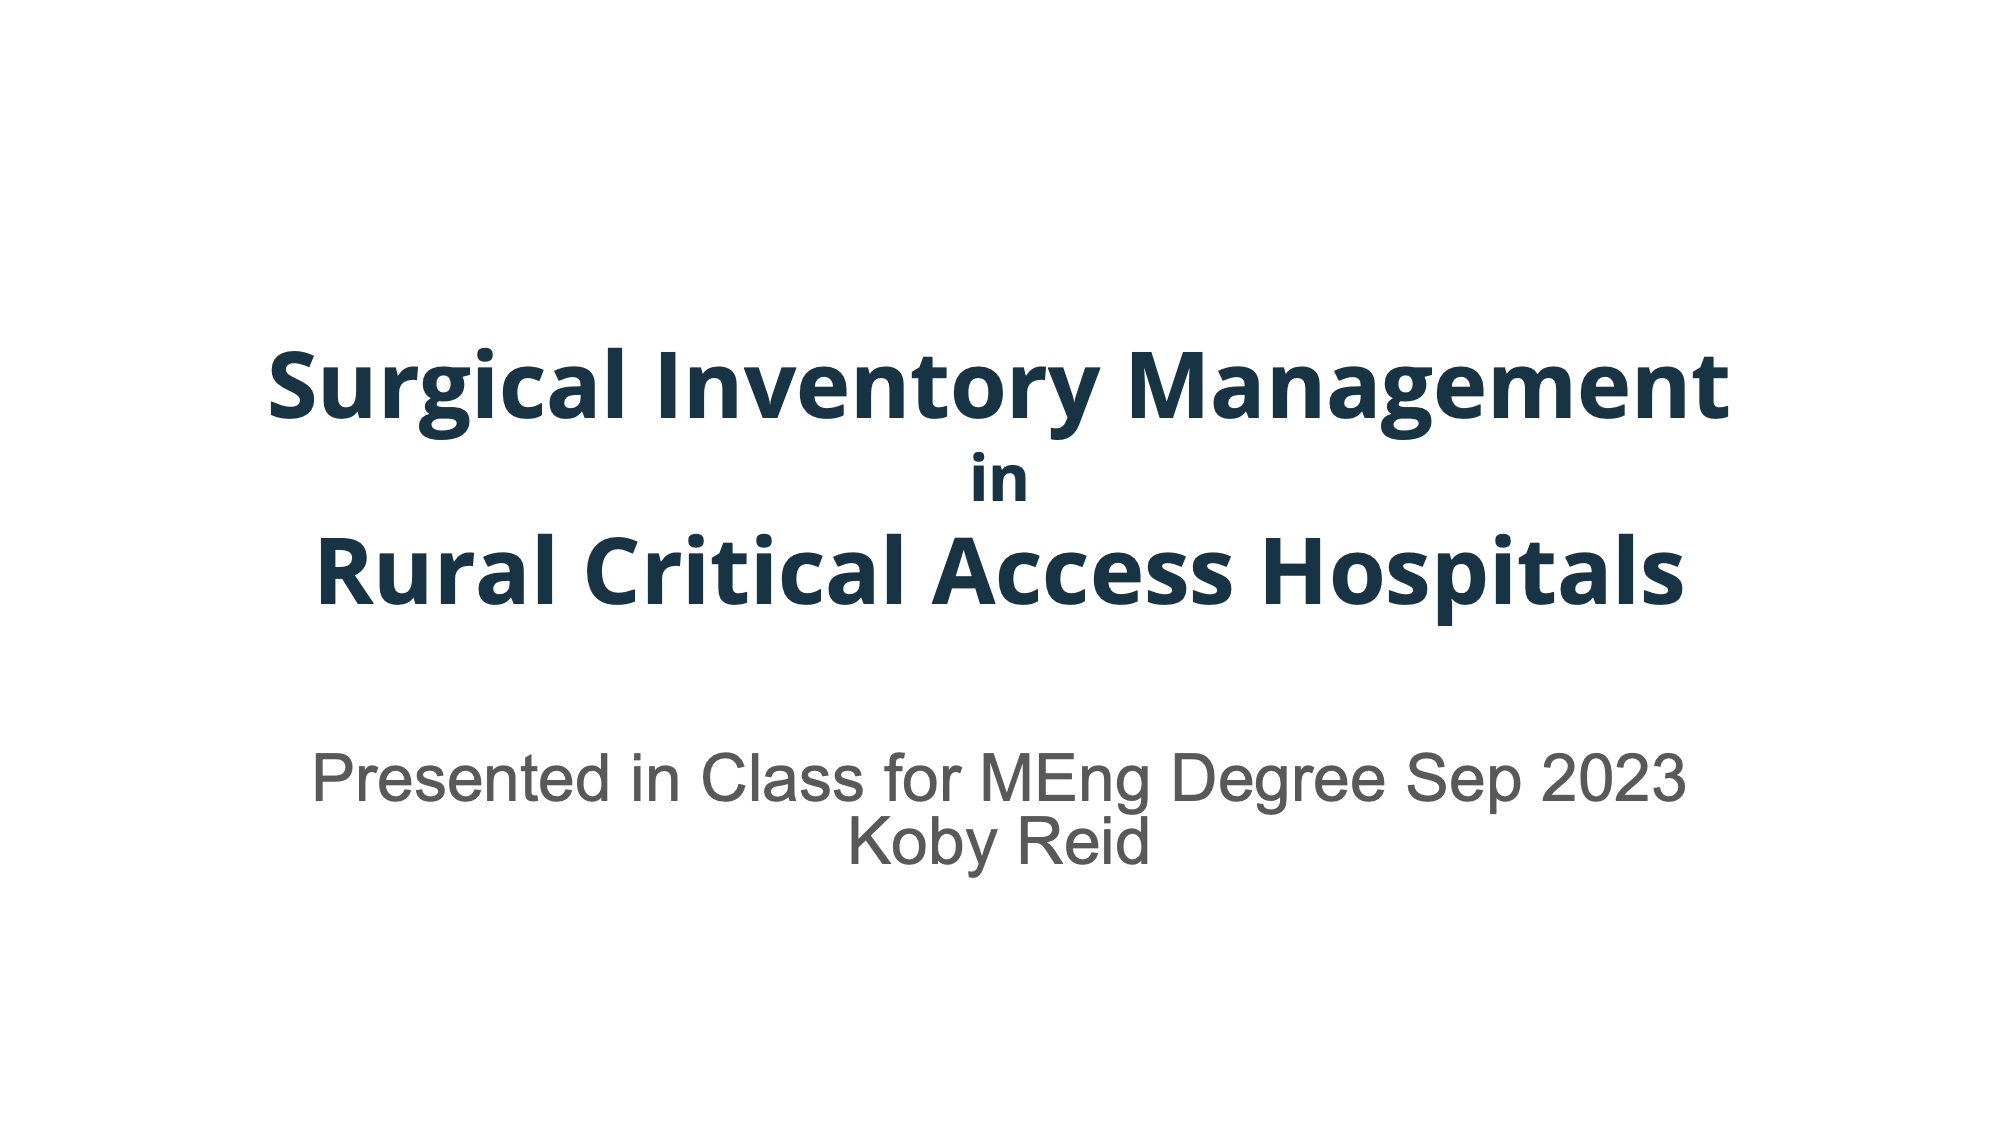 Surgical Inventory Management
in
Rural Critical Access Hospitals
Presented in Class for MEng Degree Sep 2023
Koby Reid